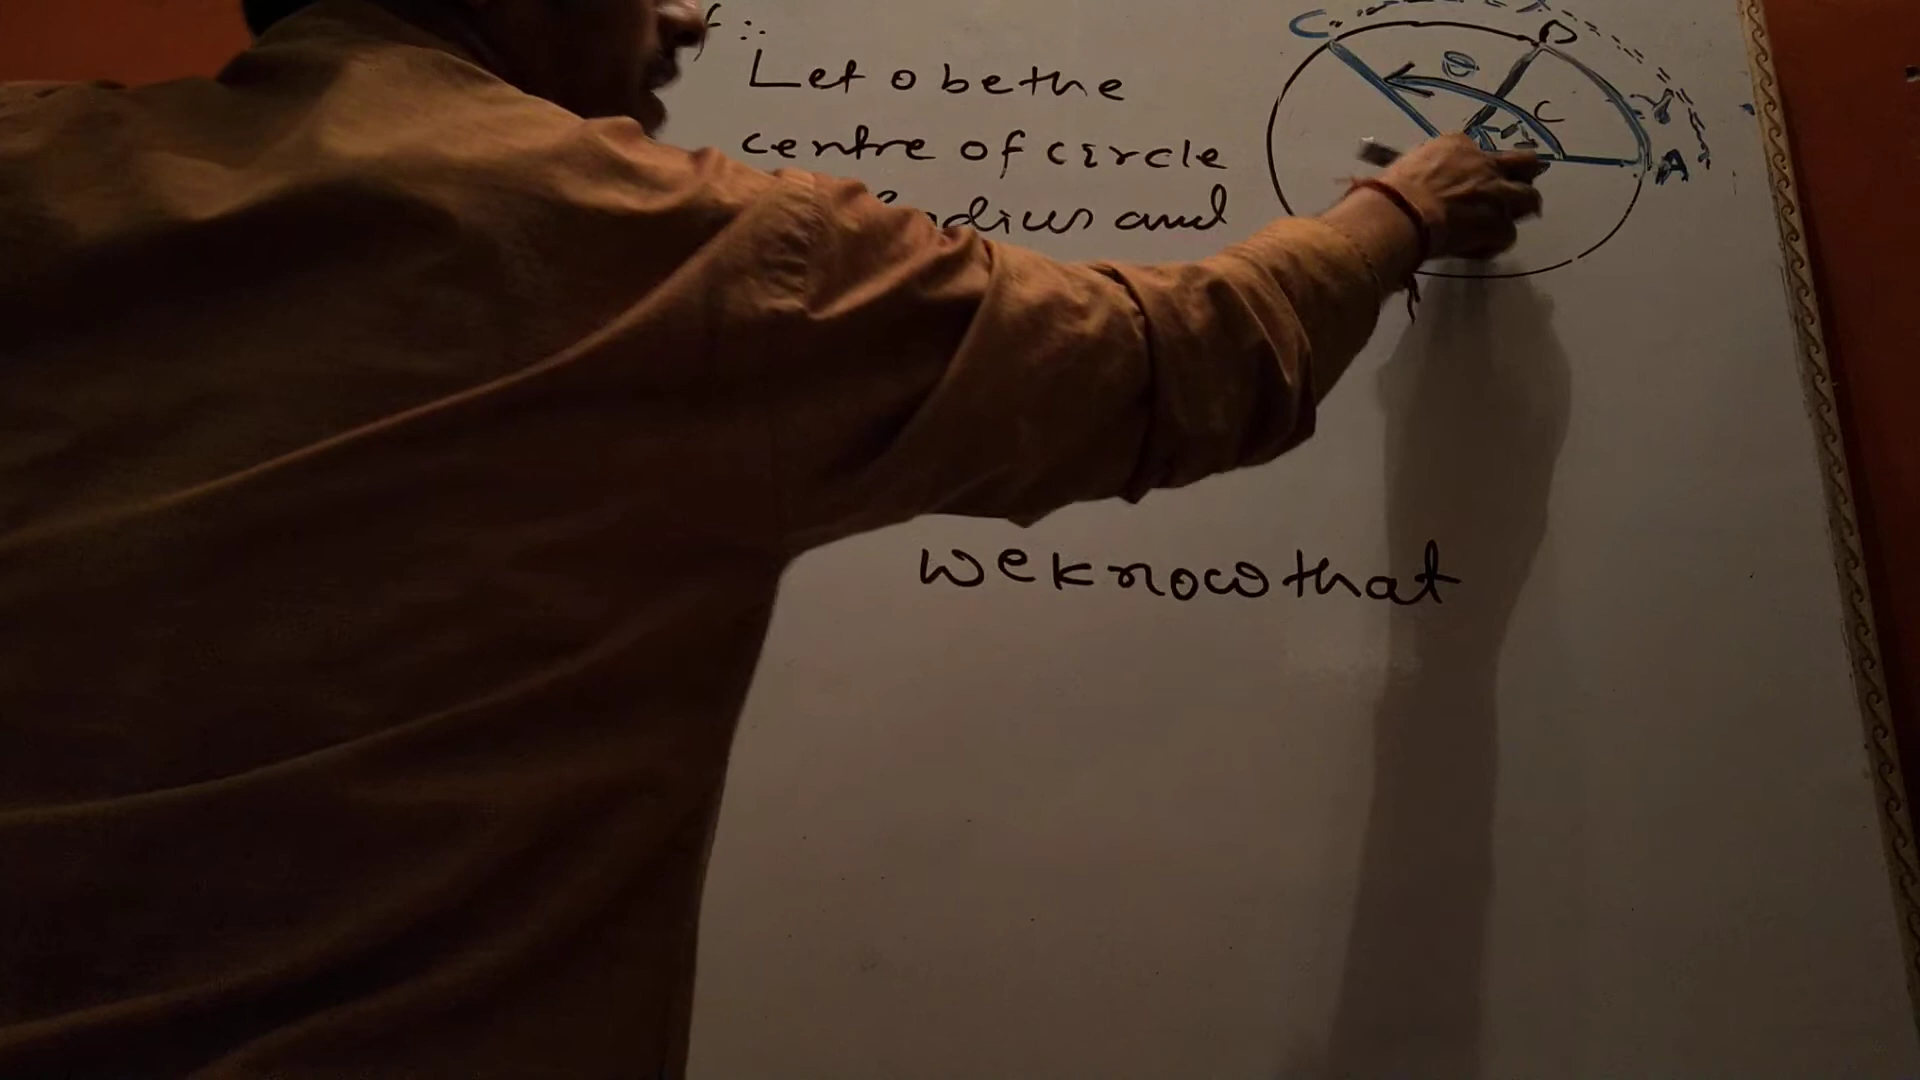 Let o be the
centre of circle
radius and
we know that
C
B
θ
r
c
A